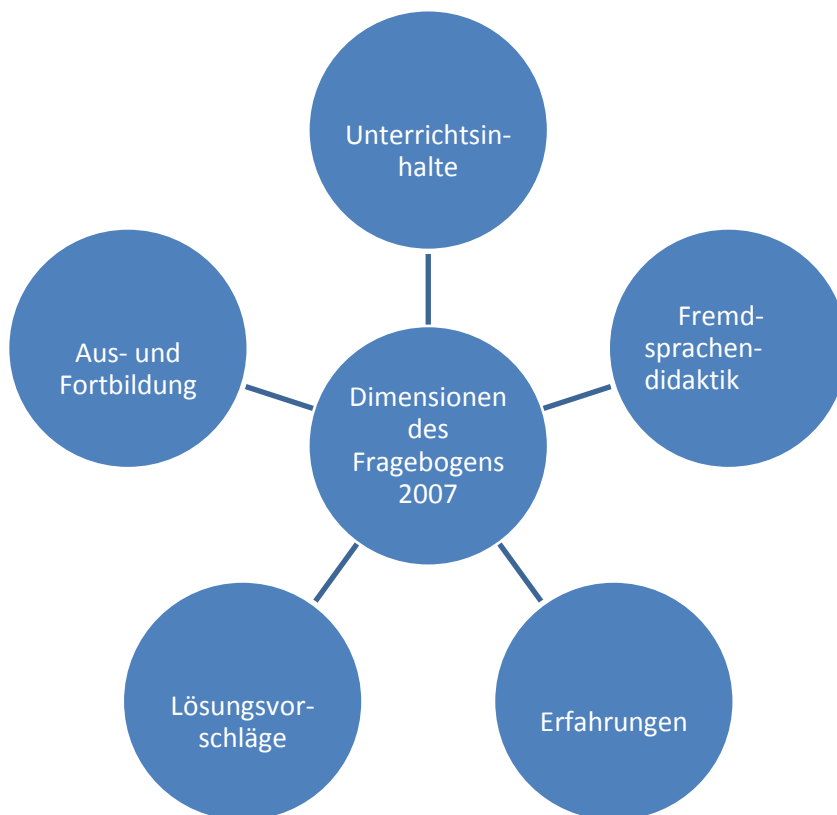 Unterrichtsin-
halte
Fremd-
sprachen-
didaktik
Aus- und
Fortbildung
Dimensionen
des
Fragebogens
2007
Lösungsvor-
schläge
Erfahrungen